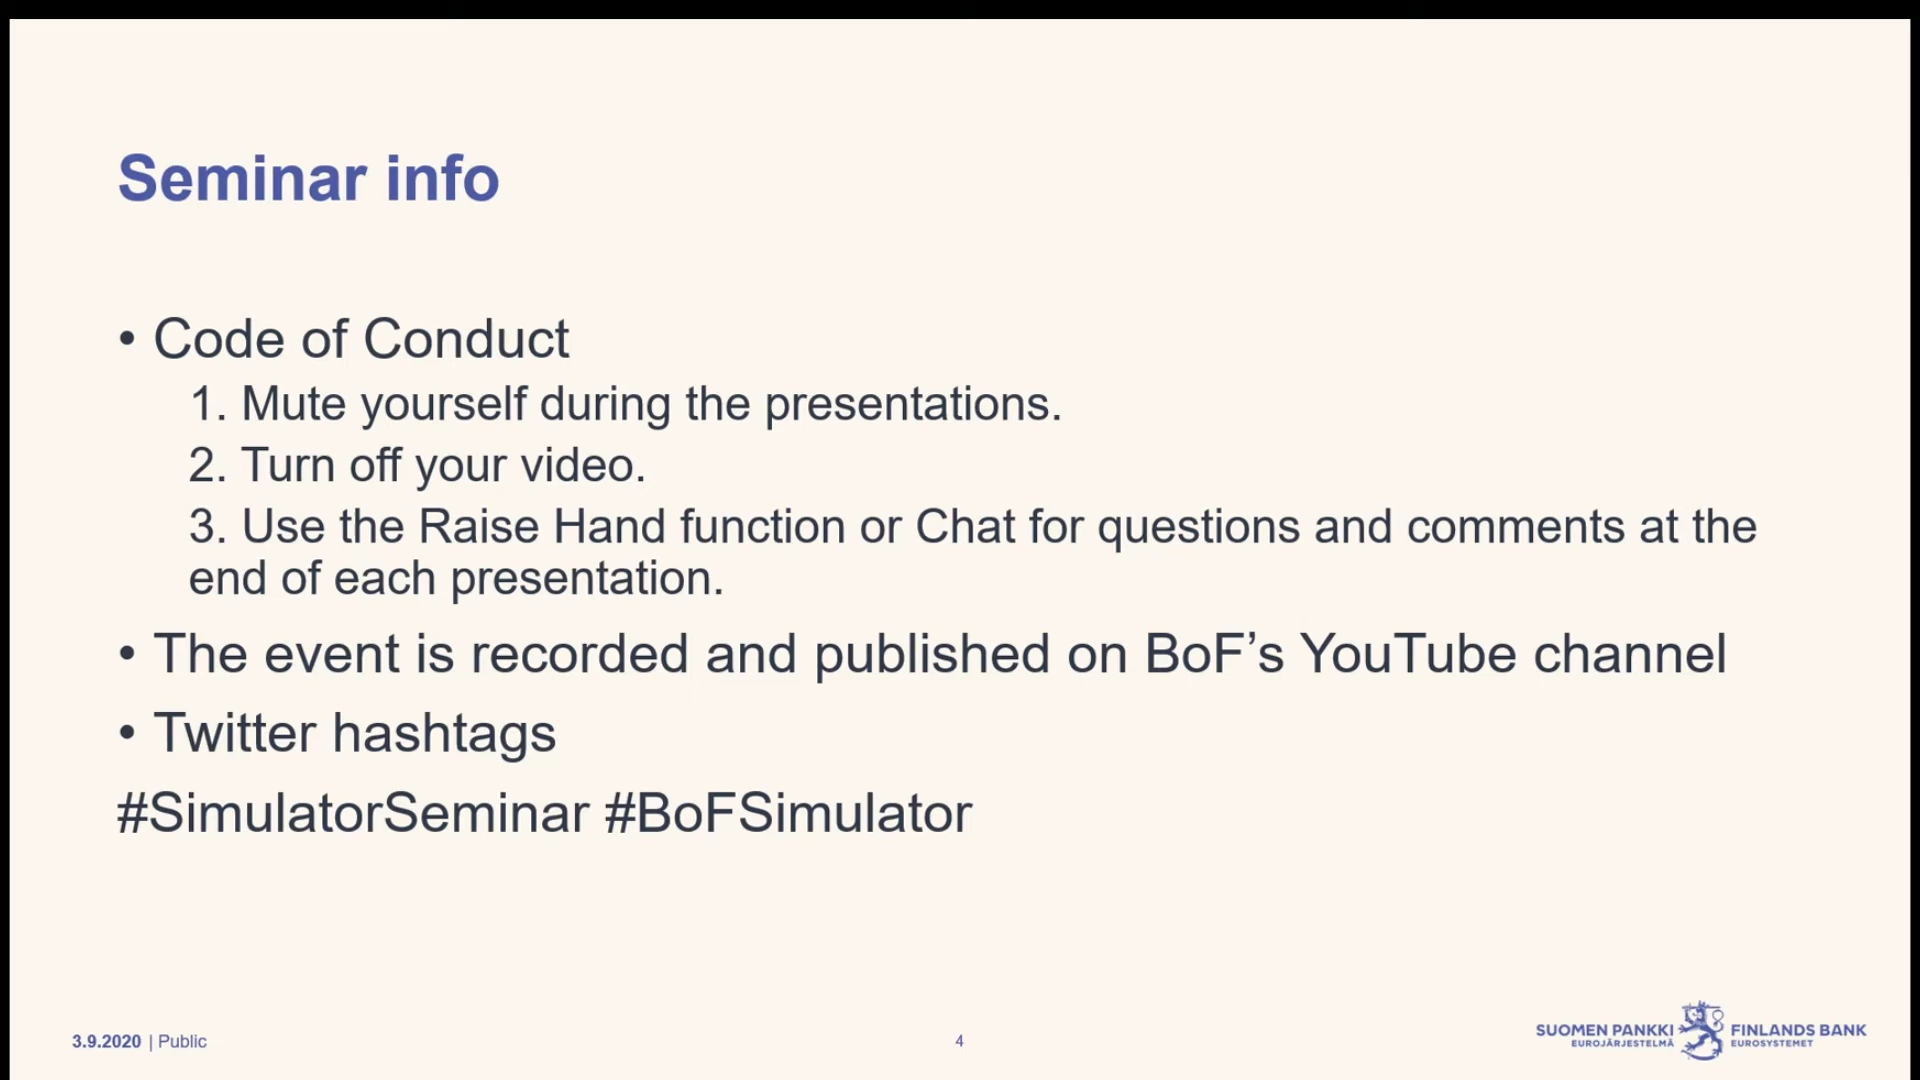 Seminar info
• Code of Conduct
1. Mute yourself during the presentations.
2. Turn off your video.
3. Use the Raise Hand function or Chat for questions and comments at the
end of each presentation.
• The event is recorded and published on BoF’s YouTube channel
• Twitter hashtags
#SimulatorSeminar #BoFSimulator
3.9.2020 | Public
4
SUOMEN PANKKI
EUROJÄRJESTELMÄ
FINLANDS BANK
EUROSYSTEMET